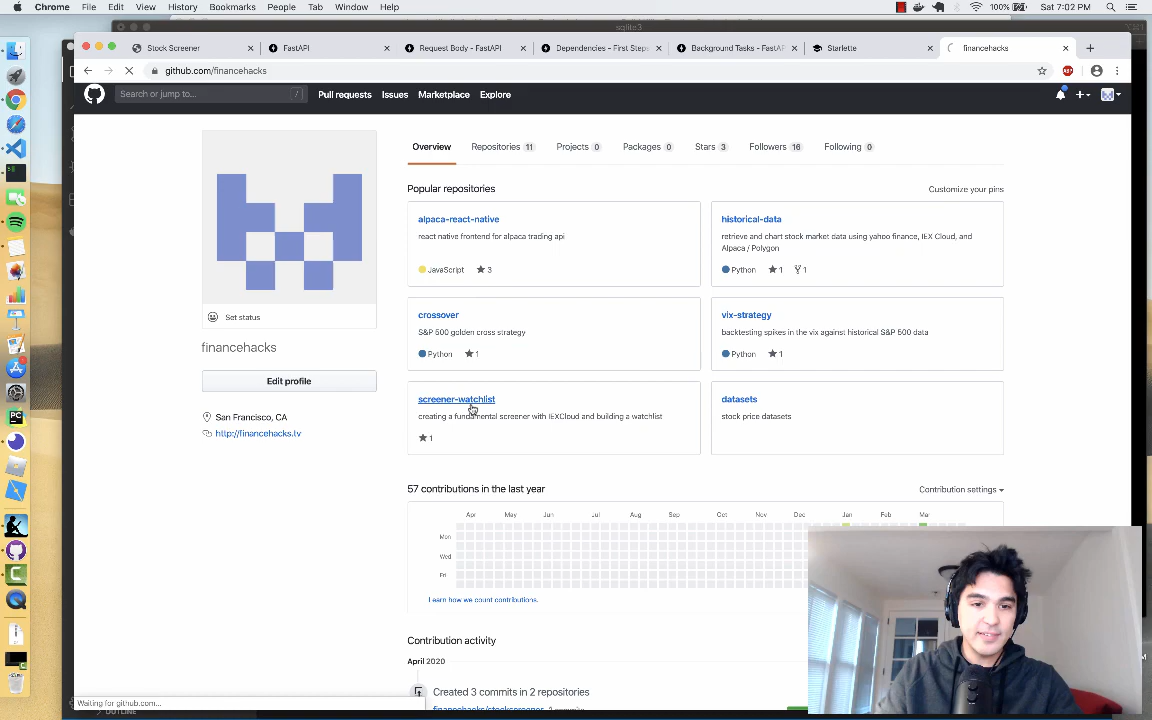 Chrome File Edit View History Bookmarks People Tab Window Help
100% Sat 7:02 PM
sqlite3
Stock Screener
FastAPI
Request Body - FastAPI
Dependencies - First Steps
Background Tasks - FastAP
Starlette
financehacks
github.com/financehacks
ABP
Search or jump to... /
Pull requests Issues Marketplace Explore
Overview Repositories 11 Projects 0 Packages 0 Stars 3 Followers 16 Following 0
Popular repositories
Customize your pins
alpaca-react-native
react native frontend for alpaca trading api
JavaScript 3
historical-data
retrieve and chart stock market data using yahoo finance, IEX Cloud, and
Alpaca / Polygon
Python 1 1
crossover
S&P 500 golden cross strategy
Python 1
vix-strategy
backtesting spikes in the vix against historical S&P 500 data
Python 1
screener-watchlist
creating a fundamental screener with IEXCloud and building a watchlist
1
datasets
stock price datasets
Set status
financehacks
Edit profile
San Francisco, CA
http://financehacks.tv
57 contributions in the last year
Contribution settings
Apr May Jun Jul Aug Sep Oct Nov Dec Jan Feb Mar
Mon
Wed
Fri
Learn how we count contributions.
Contribution activity
April 2020
Created 3 commits in 2 repositories
financehacks/stockscreener 2 commits
Waiting for github.com...
OUTLINE